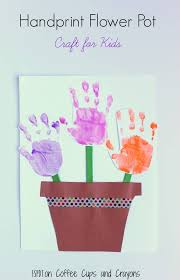 Handprint Flower Pot
Craft for Kids
on Coffee Cups and Crayons